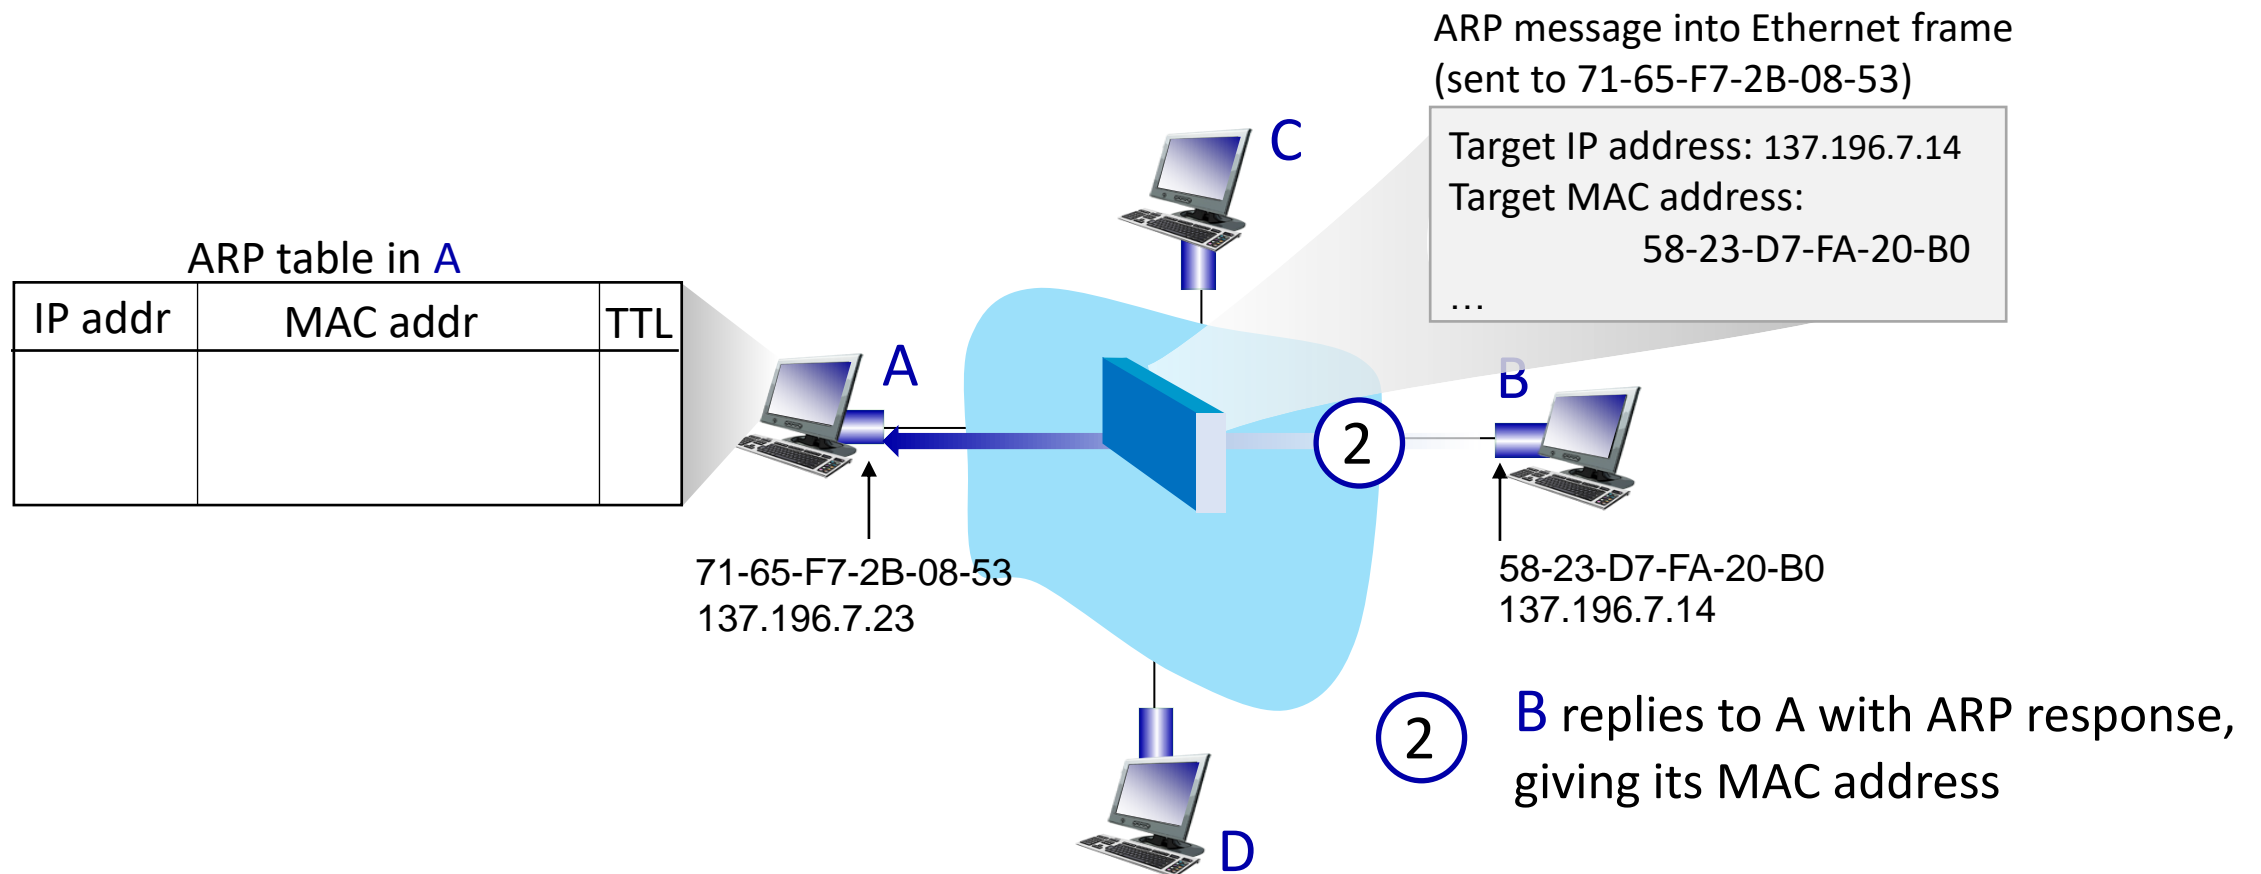 ARP message into Ethernet frame
(sent to 71-65-F7-2B-08-53)
Target IP address: 137.196.7.14
Target MAC address:
58-23-D7-FA-20-B0
…
C
ARP table in A
IP addr MAC addr TTL
A
B
2
71-65-F7-2B-08-53
137.196.7.23
58-23-D7-FA-20-B0
137.196.7.14
D
2
B replies to A with ARP response,
giving its MAC address